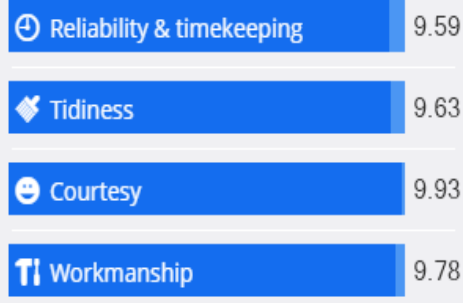 Reliability & timekeeping 9.59
Tidiness 9.63
Courtesy 9.93
Workmanship 9.78